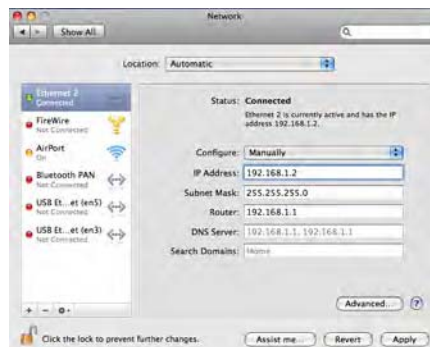 Network
Show All
Location: Automatic
Ethernet 2
Connected
FireWire
Not Connected
AirPort
On
Bluetooth PAN
Not Connected
USB Et...et (en5)
Not Connected
USB Et...et (en3)
Not Connected
Status: Connected
Ethernet 2 is currently active and has the IP
address 192.168.1.2.
Configure: Manually
IP Address: 192.168.1.2
Subnet Mask: 255.255.255.0
Router: 192.168.1.1
DNS Server: 192.168.1.1, 192.168.1.1
Search Domains: Home
Advanced...
?
Click the lock to prevent further changes.
Assist me...
Revert
Apply